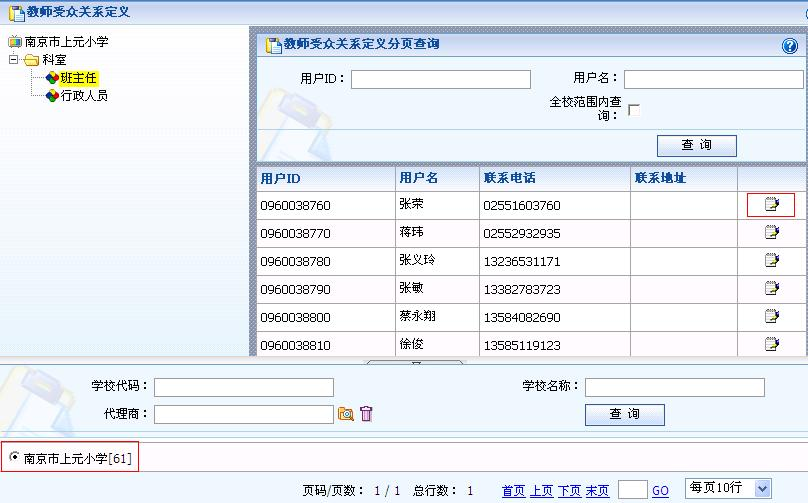 教师受众关系定义
南京市上元小学
科室
班主任
行政人员
教师受众关系定义分页查询
用户ID： 用户名：
全校范围内查询：
查 询
用户ID 用户名 联系电话 联系地址
0960038760 张荣 02551603760
0960038770 蒋玮 02552932935
0960038780 张义玲 13236531171
0960038790 张敏 13382783723
0960038800 蔡永翔 13584082690
0960038810 徐俊 13585119123
学校代码： 学校名称：
代理商： 查 询
南京市上元小学[61]
页码/页数： 1 / 1 总行数： 1 首页 上页 下页 末页 GO 每页10行